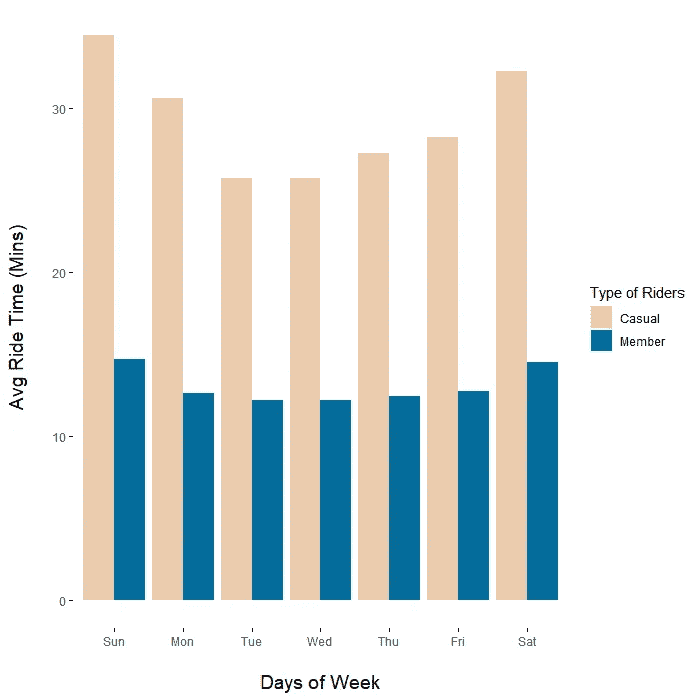 Avg Ride Time (Mins)
30
20
10
0
Sun Mon Tue Wed Thu Fri Sat
Days of Week
Type of Riders
Casual
Member